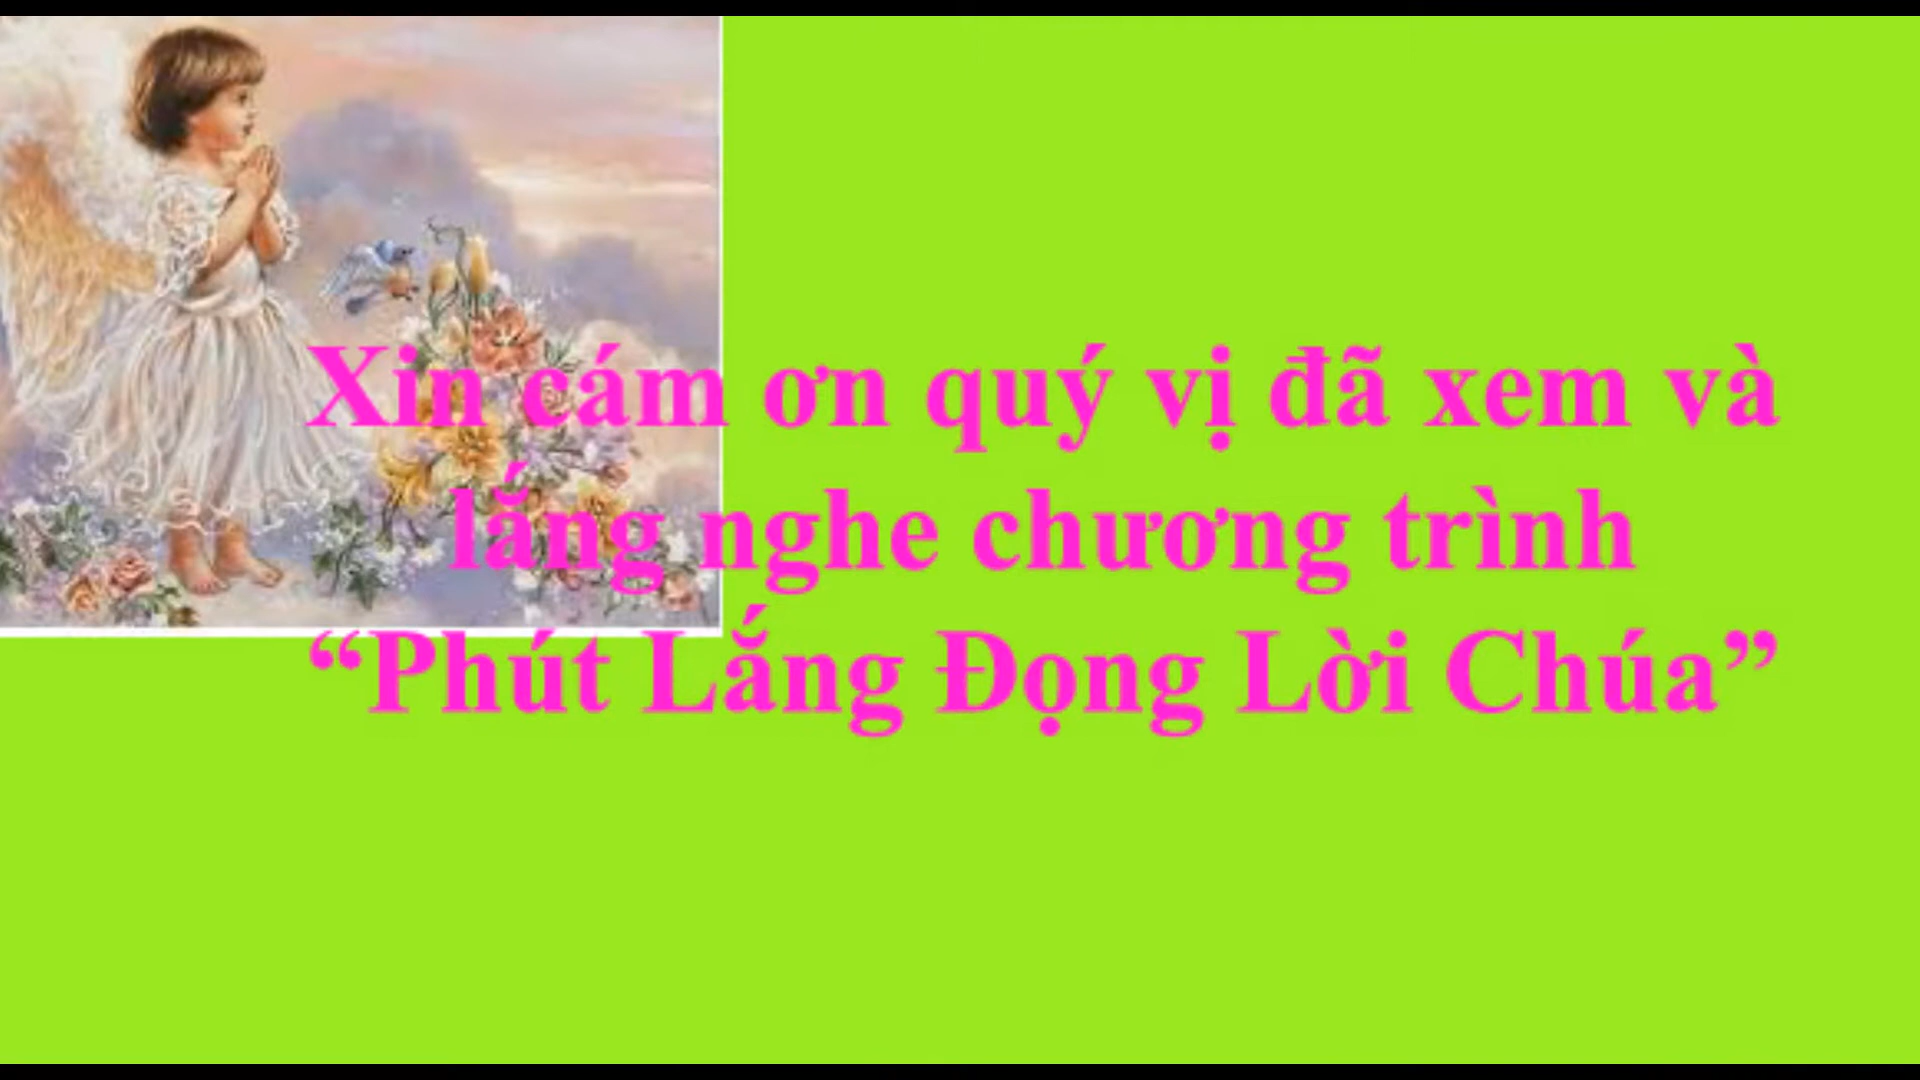 Xin cám ơn quý vị đã xem và
lắng nghe chương trình
“Phút Lắng Đọng Lời Chúa”